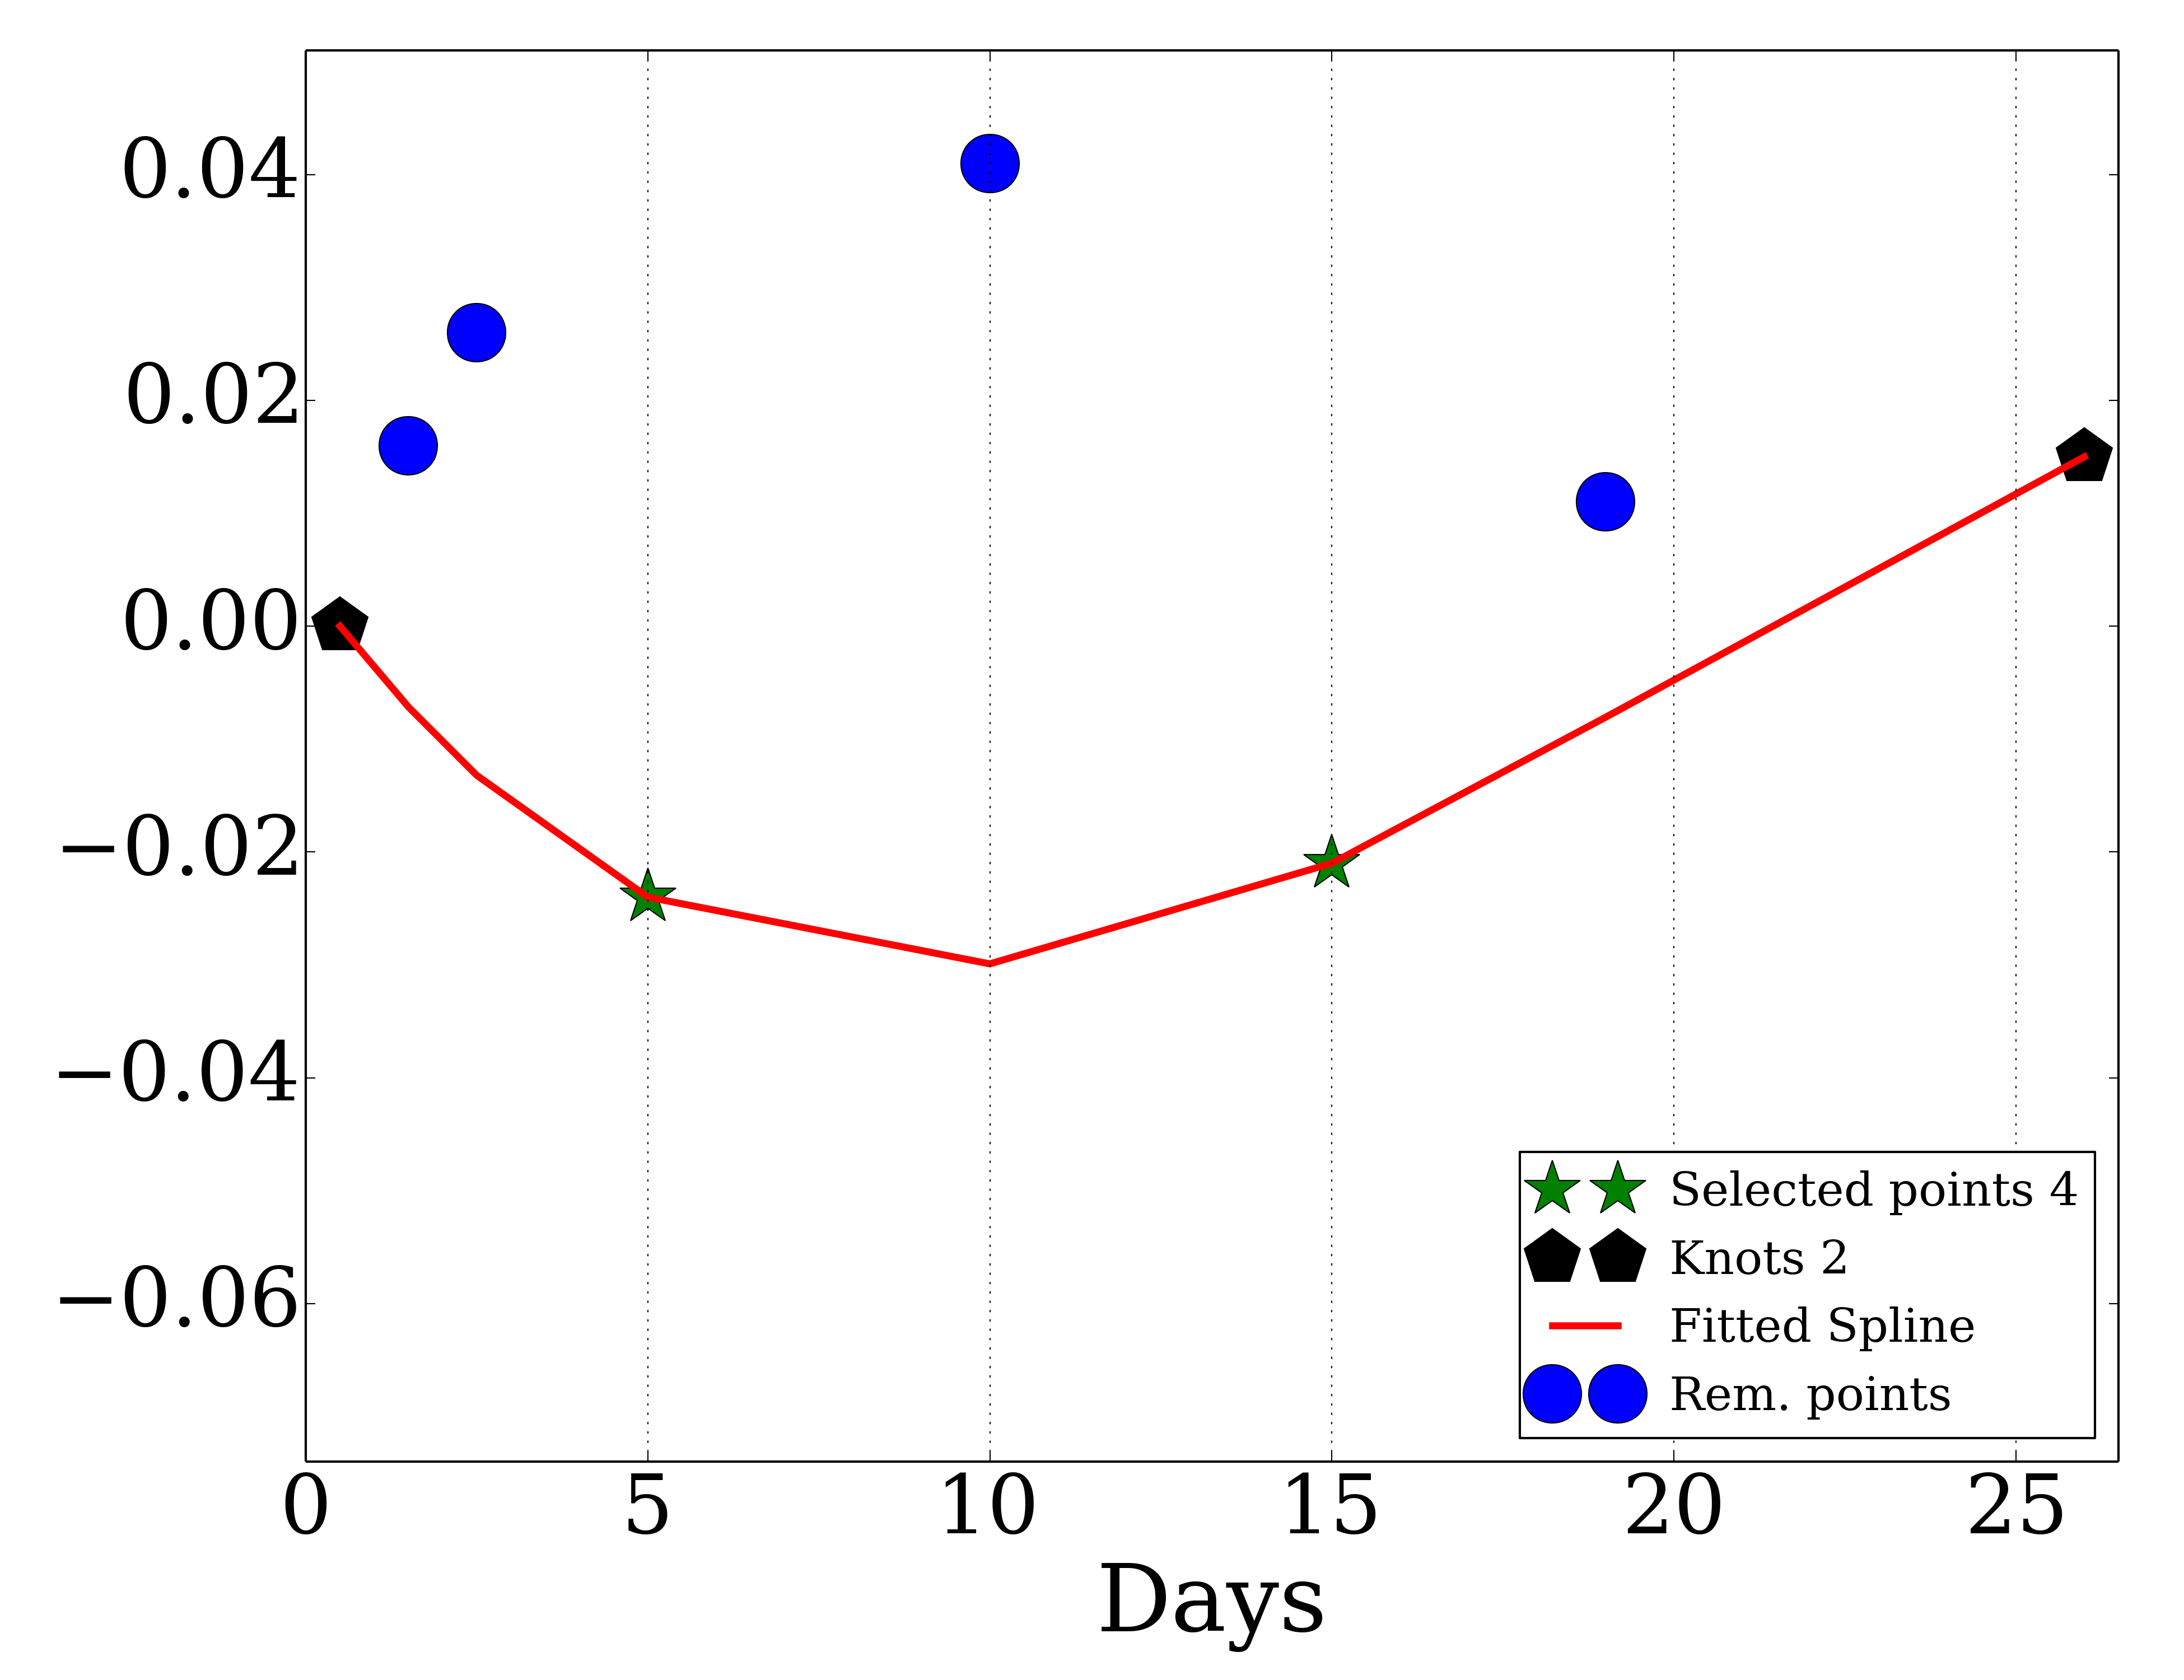 0.04
0.02
0.00
−0.02
−0.04
−0.06
0 5 10 15 20 25
Days
Selected points 4
Knots 2
Fitted Spline
Rem. points